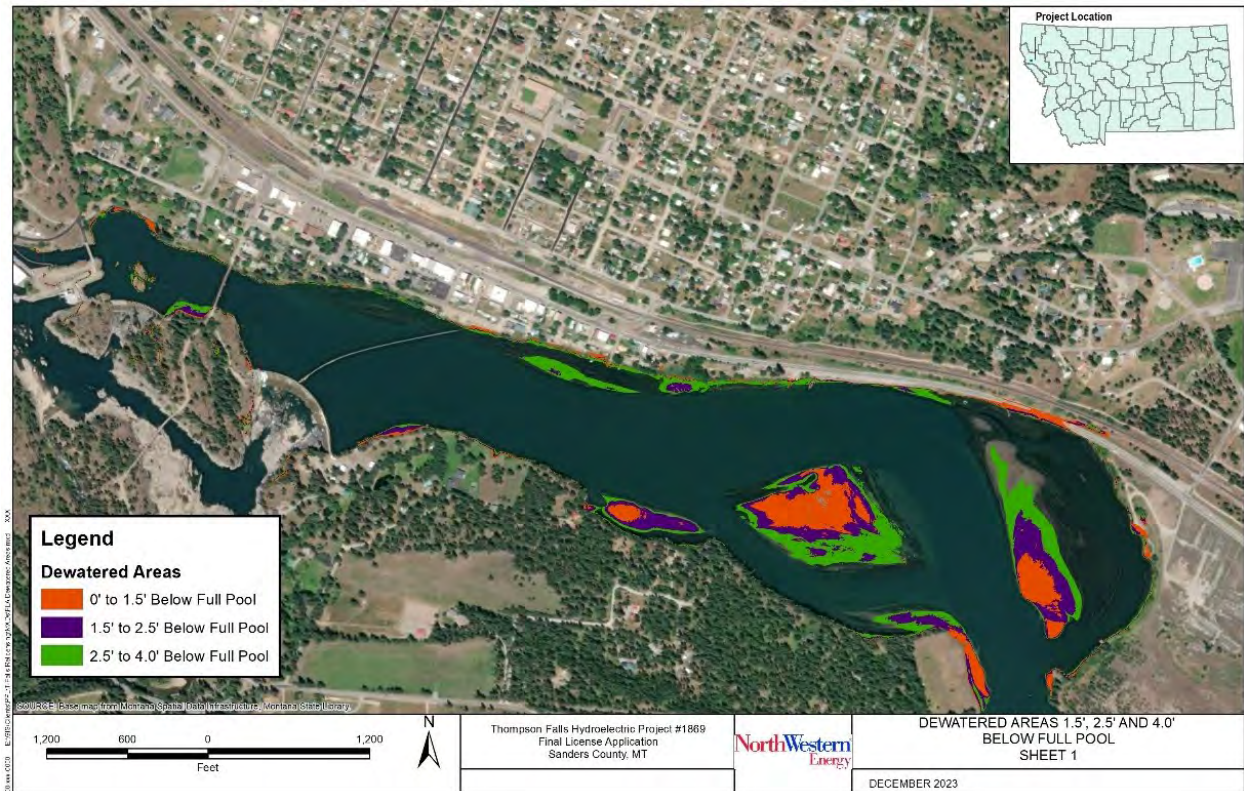 Project Location
Legend
Dewatered Areas
0' to 1.5' Below Full Pool
1.5' to 2.5' Below Full Pool
2.5' to 4.0' Below Full Pool
SOURCE: Base map from Montana Spatial Data Infrastructure, Montana State Library.
1,200 600 0 1,200
Feet
N
Thompson Falls Hydroelectric Project #1869
Final License Application
Sanders County, MT
NorthWestern
Energy
DEWATERED AREAS 1.5', 2.5' AND 4.0'
BELOW FULL POOL
SHEET 1
DECEMBER 2023